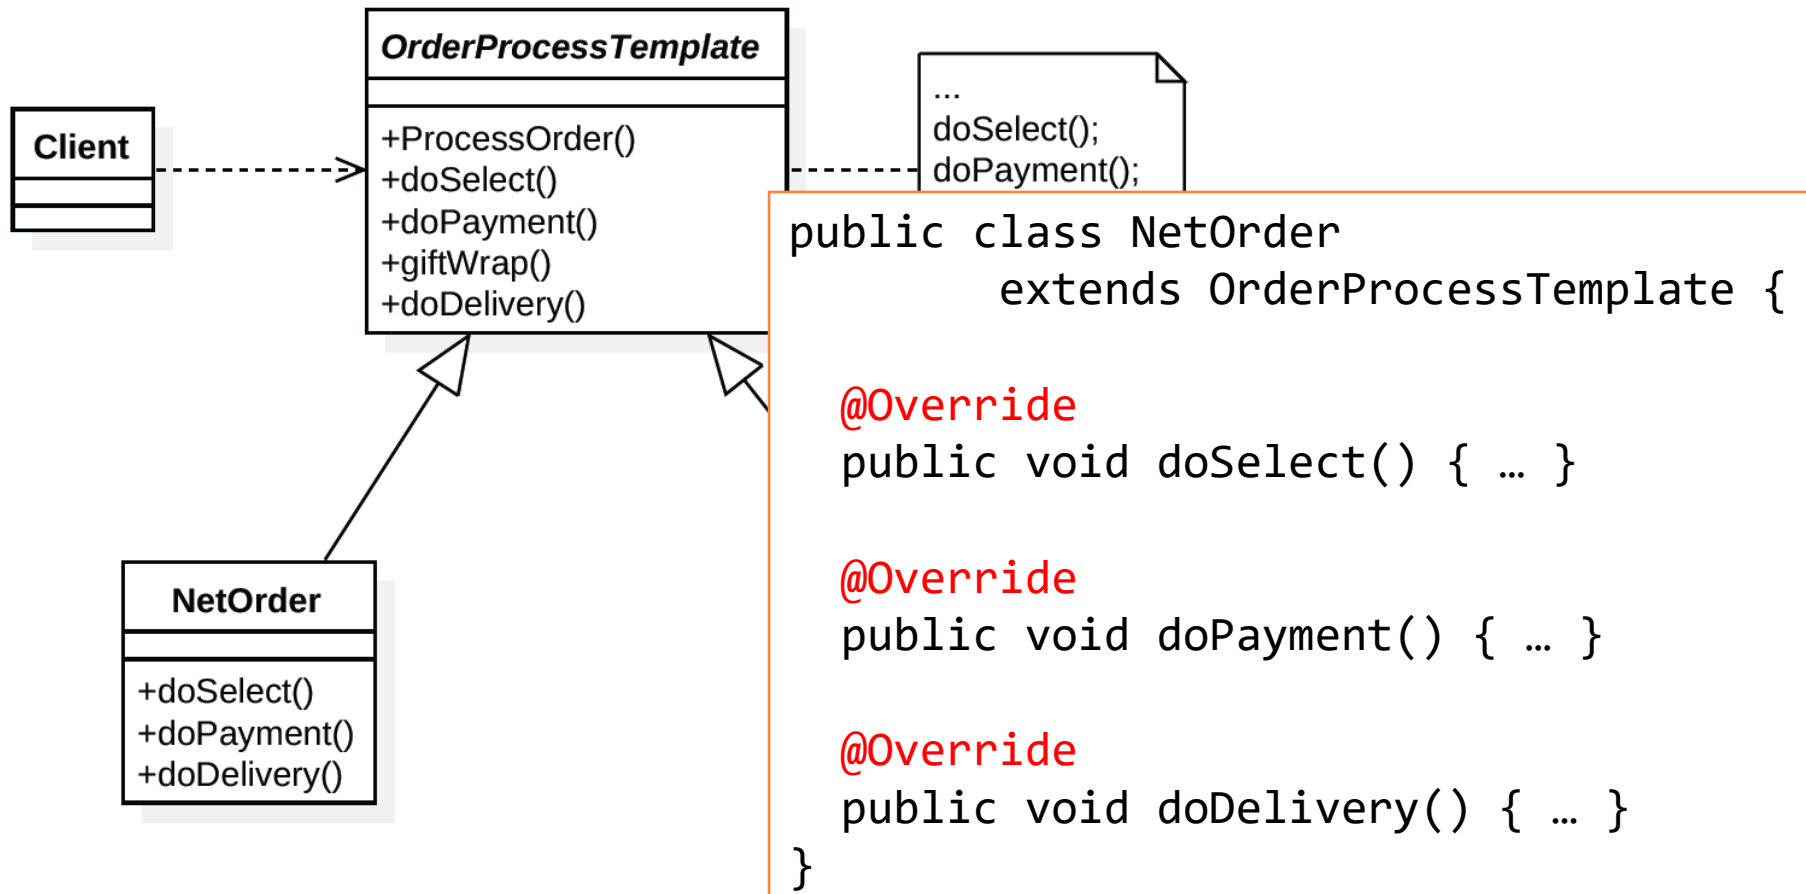 OrderProcessTemplate
+ProcessOrder()
+doSelect()
+doPayment()
+giftWrap()
+doDelivery()
Client
...
doSelect();
doPayment();
NetOrder
+doSelect()
+doPayment()
+doDelivery()
public class NetOrder
extends OrderProcessTemplate {
@Override
public void doSelect() { … }
@Override
public void doPayment() { … }
@Override
public void doDelivery() { … }
}